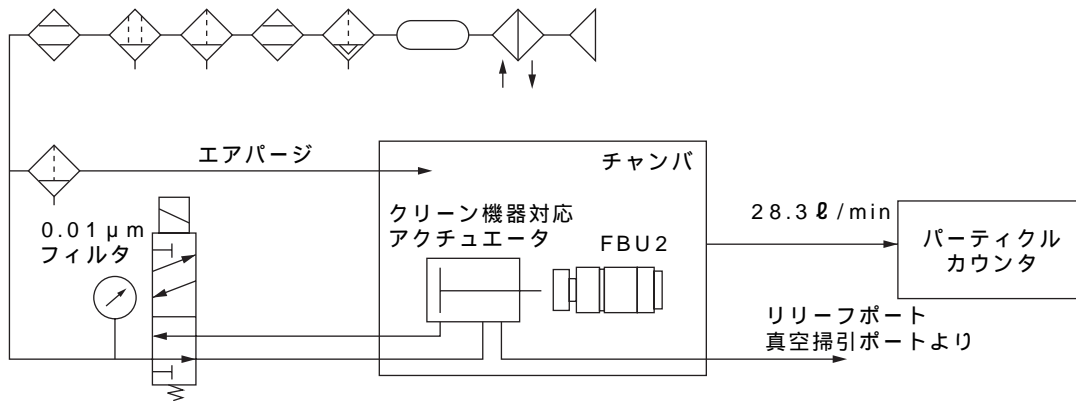 エアパージ
チャンバ
0.01μm
フィルタ
クリーン機器対応
アクチュエータ
FBU2
28.3ℓ/min
パーティクル
カウンタ
リリーフポート
真空掃引ポートより